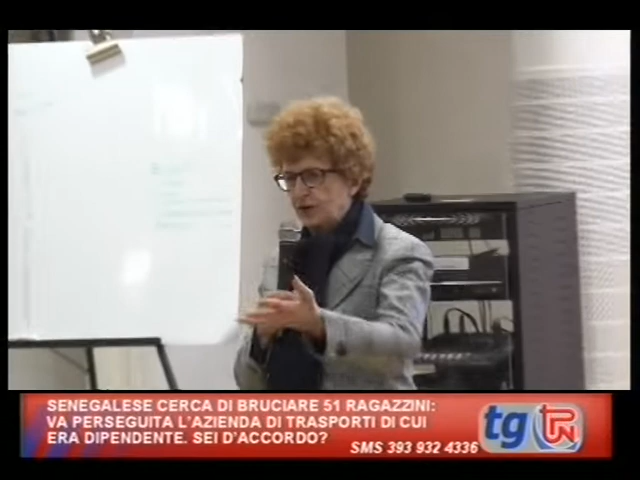 SENEGALESE CERCA DI BRUCIARE 51 RAGAZZINI:
VA PERSEGUITA L'AZIENDA DI TRASPORTI DI CUI
ERA DIPENDENTE. SEI D'ACCORDO? SMS 393 932 4336
tg TPN